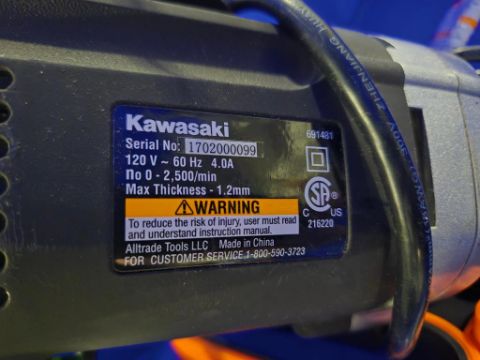 Kawasaki
691481
Serial No: 1702000099
120 V ~ 60 Hz 4.0A
no 0 - 2,500/min
Max Thickness - 1.2mm
WARNING
To reduce the risk of injury, user must read
and understand instruction manual.
Alltrade Tools LLC Made in China
FOR CUSTOMER SERVICE.1-800-590-3723
SA
C US
216220